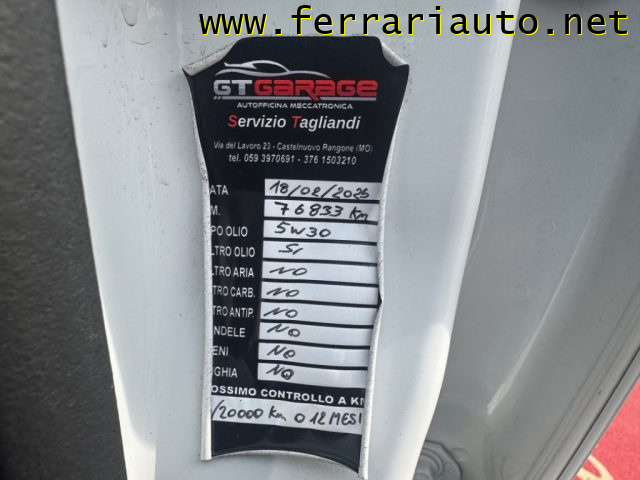 www.ferrariauto.net
GTGARAGE
AUTOFFICINA MECCATRONICA
Servizio Tagliandi
Via del Lavoro 23 - Castelnuovo Rangone (MO)
tel. 059 3970691 - 376 1503210
ATA 18/02/2025
M. 76833 Km
PO OLIO 5W30
LTRO OLIO SI
LTRO ARIA NO
TRO CARB. NO
TRO ANTIP. NO
NDELE NO
ENI NO
GHIA NO
OSSIMO CONTROLLO A KM
/20000 Km O 12 MESI